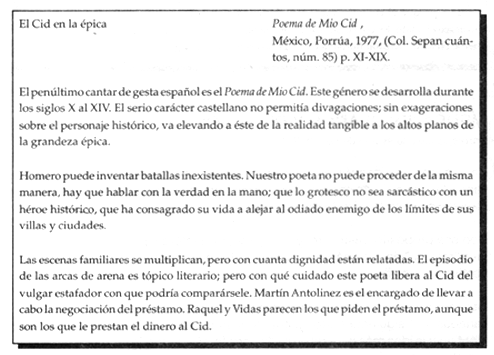 El Cid en la épica
Poema de Mio Cid ,
México, Porrúa, 1977, (Col. Sepan cuán-
tos, núm. 85) p. XI-XIX.
El penúltimo cantar de gesta español es el Poema de Mio Cid. Este género se desarrolla durante
los siglos X al XIV. El serio carácter castellano no permitía divagaciones; sin exageraciones
sobre el personaje histórico, va elevando a éste de la realidad tangible a los altos planos de
la grandeza épica.
Homero puede inventar batallas inexistentes. Nuestro poeta no puede proceder de la misma
manera, hay que hablar con la verdad en la mano; que lo grotesco no sea sarcástico con un
héroe histórico, que ha consagrado su vida a alejar al odiado enemigo de los límites de sus
villas y ciudades.
Las escenas familiares se multiplican, pero con cuanta dignidad están relatadas. El episodio
de las arcas de arena es tópico literario; pero con qué cuidado este poeta libera al Cid del
vulgar estafador con que podría comparársele. Martín Antolinez es el encargado de llevar a
cabo la negociación del préstamo. Raquel y Vidas parecen los que piden el préstamo, aunque
son los que le prestan el dinero al Cid.